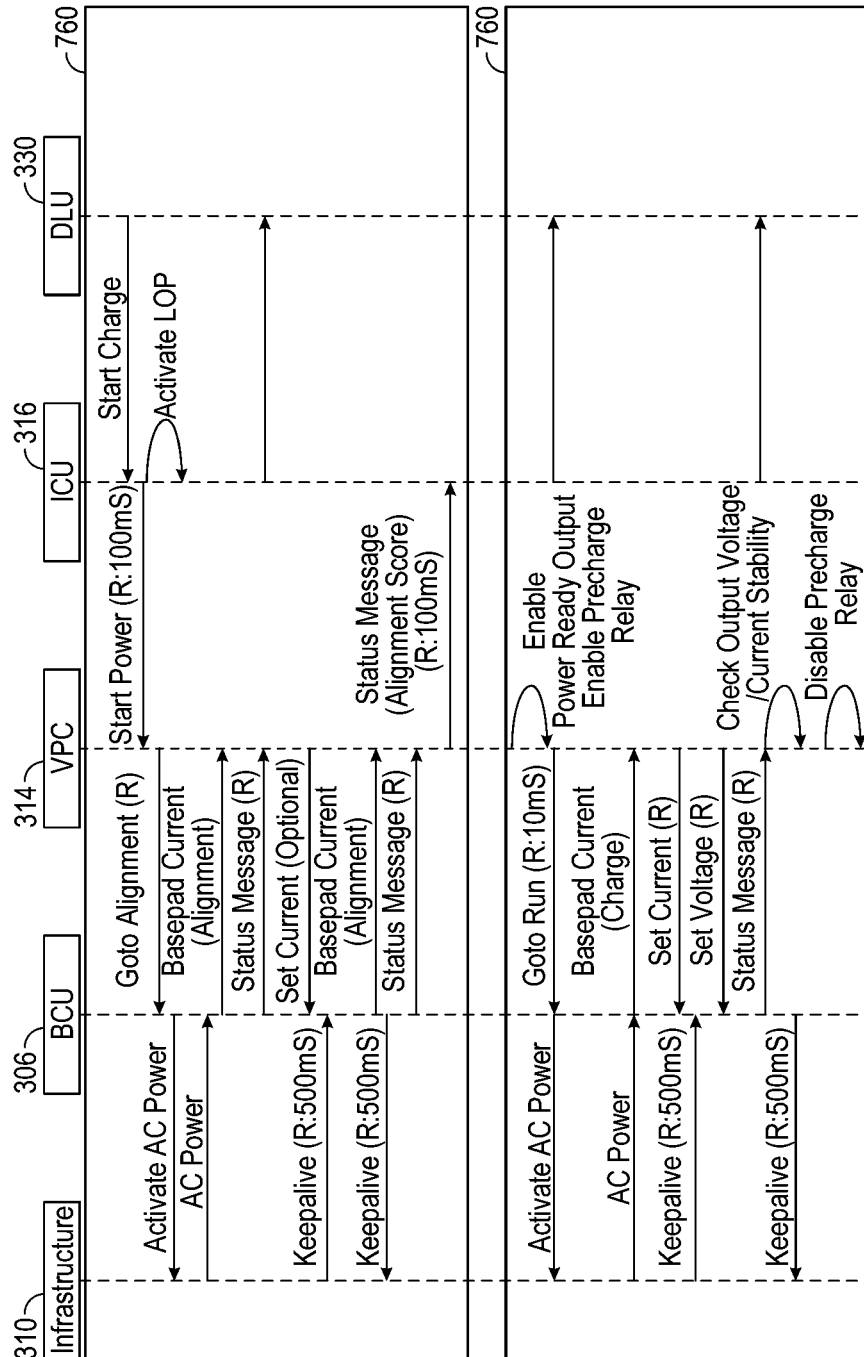 310
Infrastructure
306
BCU
314
VPC
316
ICU
330
DLU
760
Start Charge
Start Power (R:100mS)
Activate LOP
Goto Alignment (R)
Activate AC Power
AC Power
Basepad Current
(Alignment)
Status Message (R)
Set Current (Optional)
Keepalive (R:500mS)
Basepad Current
(Alignment)
Keepalive (R:500mS)
Status Message (R)
Status Message
(Alignment Score)
(R:100mS)
760
Enable
Power Ready Output
Enable Precharge
Relay
Goto Run (R:10mS)
Activate AC Power
Basepad Current
(Charge)
AC Power
Set Current (R)
Keepalive (R:500mS)
Set Voltage (R)
Status Message (R)
Check Output Voltage
/Current Stability
Keepalive (R:500mS)
Disable Precharge
Relay